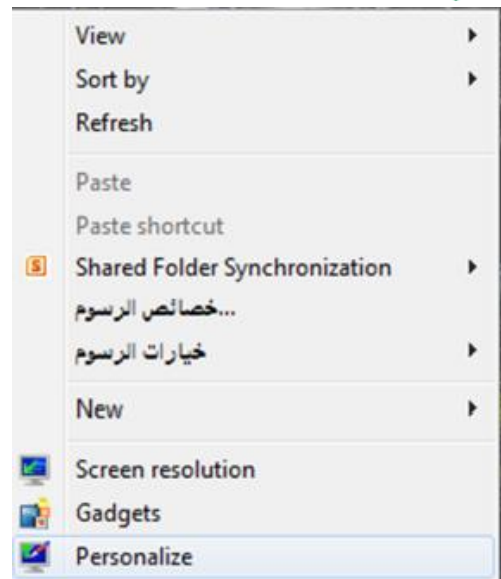 View
Sort by
Refresh
Paste
Paste shortcut
S
Shared Folder Synchronization
خصائص الرسوم...
خيارات الرسوم
New
Screen resolution
Gadgets
Personalize